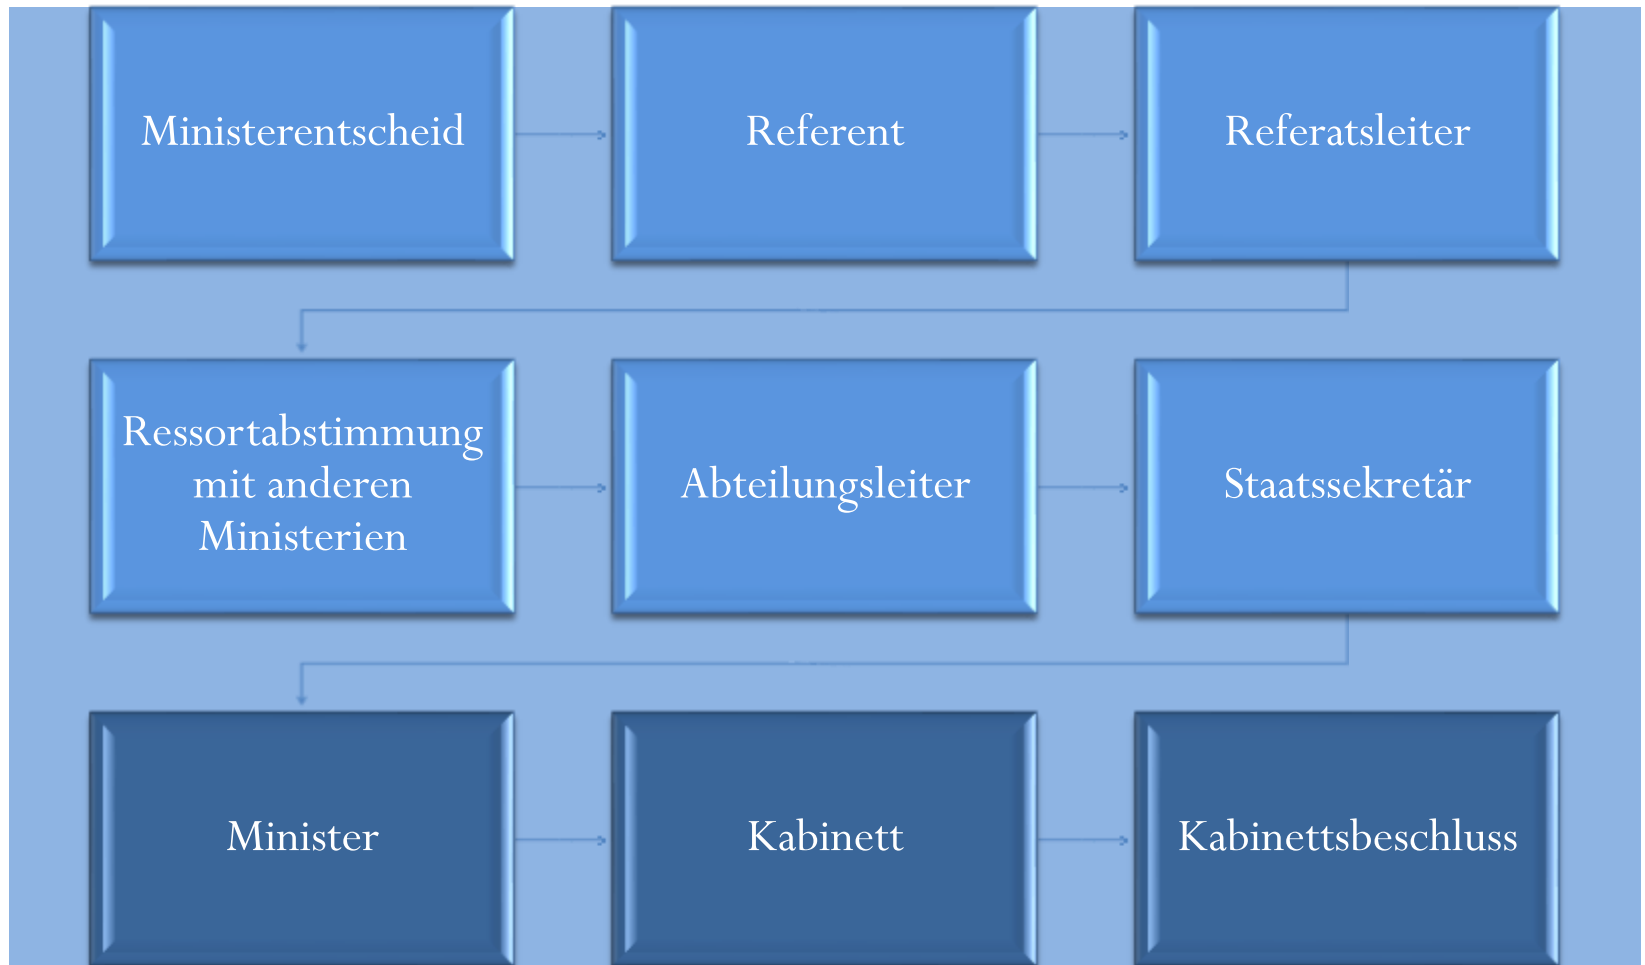 Ministerentscheid
Referent
Referatsleiter
Ressortabstimmung
mit anderen
Ministerien
Abteilungsleiter
Staatssekretär
Minister
Kabinett
Kabinettsbeschluss